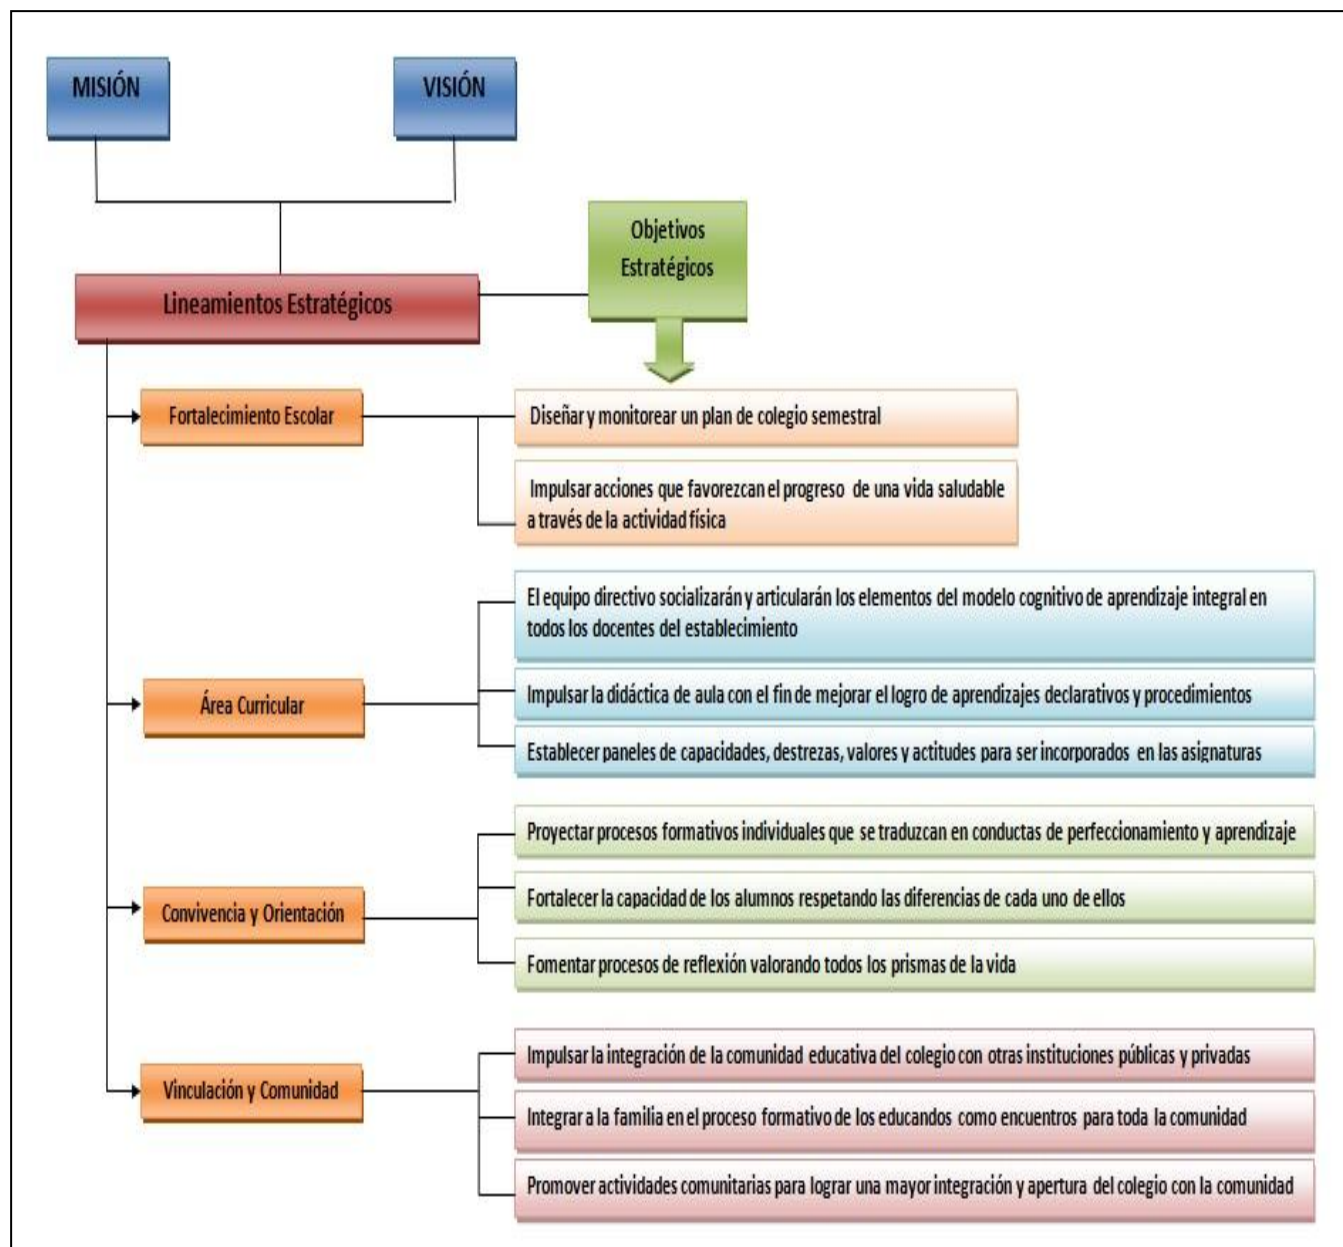 MISIÓN
VISIÓN
Objetivos
Estratégicos
Lineamientos Estratégicos
Fortalecimiento Escolar
Diseñar y monitorear un plan de colegio semestral
Impulsar acciones que favorezcan el progreso de una vida saludable
a través de la actividad física
Área Curricular
El equipo directivo socializarán y articularán los elementos del modelo cognitivo de aprendizaje integral en
todos los docentes del establecimiento
Impulsar la didáctica de aula con el fin de mejorar el logro de aprendizajes declarativos y procedimientos
Establecer paneles de capacidades, destrezas, valores y actitudes para ser incorporados en las asignaturas
Convivencia y Orientación
Proyectar procesos formativos individuales que se traduzcan en conductas de perfeccionamiento y aprendizaje
Fortalecer la capacidad de los alumnos respetando las diferencias de cada uno de ellos
Fomentar procesos de reflexión valorando todos los prismas de la vida
Vinculación y Comunidad
Impulsar la integración de la comunidad educativa del colegio con otras instituciones públicas y privadas
Integrar a la familia en el proceso formativo de los educandos como encuentros para toda la comunidad
Promover actividades comunitarias para lograr una mayor integración y apertura del colegio con la comunidad